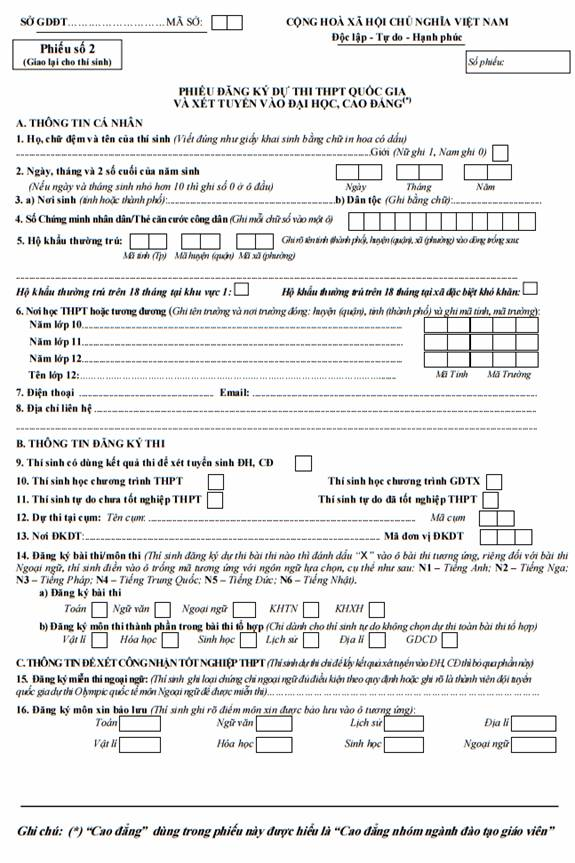 SỞ GDĐT……………………… MÃ SỞ:
CỘNG HOÀ XÃ HỘI CHỦ NGHĨA VIỆT NAM
Độc lập - Tự do - Hạnh phúc
Phiếu số 2
(Giao lại cho thí sinh)
Số phiếu:
PHIẾU ĐĂNG KÝ DỰ THI THPT QUỐC GIA
VÀ XÉT TUYỂN VÀO ĐẠI HỌC, CAO ĐẲNG(*)
A. THÔNG TIN CÁ NHÂN
1. Họ, chữ đệm và tên của thí sinh (Viết đúng như giấy khai sinh bằng chữ in hoa có dấu)
........................................Giới (Nữ ghi 1, Nam ghi 0)
2. Ngày, tháng và 2 số cuối của năm sinh
(Nếu ngày và tháng sinh nhỏ hơn 10 thì ghi số 0 ở ô đầu) Ngày Tháng Năm
3. a) Nơi sinh (tỉnh hoặc thành phố):........................................b) Dân tộc (Ghi bằng chữ):....................
4. Số Chứng minh nhân dân/Thẻ căn cước công dân (Ghi mỗi chữ số vào một ô)
5. Hộ khẩu thường trú: Ghi rõ tên tỉnh (thành phố), huyện (quận), xã (phường) vào dòng trống sau:
Mã tỉnh (Tp) Mã huyện (quận) Mã xã (phường)
........................................
Hộ khẩu thường trú trên 18 tháng tại khu vực 1: Hộ khẩu thường trú trên 18 tháng tại xã đặc biệt khó khăn:
6. Nơi học THPT hoặc tương đương (Ghi tên trường và nơi trường đóng: huyện (quận), tỉnh (thành phố) và ghi mã tỉnh, mã trường):
Năm lớp 10........................................
Năm lớp 11........................................
Năm lớp 12........................................
Tên lớp 12:........................................ Mã Tỉnh Mã Trường
7. Điện thoại ........................................ Email: ........................................
8. Địa chỉ liên hệ ........................................
........................................
B. THÔNG TIN ĐĂNG KÝ THI
9. Thí sinh có dùng kết quả thi để xét tuyển sinh ĐH, CĐ
10. Thí sinh học chương trình THPT Thí sinh học chương trình GDTX
11. Thí sinh tự do chưa tốt nghiệp THPT Thí sinh tự do đã tốt nghiệp THPT
12. Dự thi tại cụm: Tên cụm: ........................................ Mã cụm
13. Nơi ĐKDT: ........................................ Mã đơn vị ĐKDT
14. Đăng ký bài thi/môn thi (Thí sinh đăng ký dự thi bài thi nào thì đánh dấu "X" vào ô bài thi tương ứng, riêng đối với bài thi
Ngoại ngữ, thí sinh điền vào ô trống mã tương ứng với ngôn ngữ lựa chọn, cụ thể như sau: N1 – Tiếng Anh; N2 – Tiếng Nga;
N3 – Tiếng Pháp; N4 – Tiếng Trung Quốc; N5 – Tiếng Đức; N6 – Tiếng Nhật).
a) Đăng ký bài thi
Toán Ngữ văn Ngoại ngữ KHTN KHXH
b) Đăng ký môn thi thành phần trong bài thi tổ hợp (Chỉ dành cho thí sinh tự do không chọn dự thi toàn bài thi tổ hợp)
Vật lí Hóa học Sinh học Lịch sử Địa lí GDCD
C. THÔNG TIN ĐỂ XÉT CÔNG NHẬN TỐT NGHIỆP THPT (Thí sinh dự thi chỉ để lấy kết quả xét tuyển vào ĐH, CĐ thì bỏ qua phần này)
15. Đăng ký miễn thi ngoại ngữ: (Thí sinh ghi loại chứng chỉ ngoại ngữ đủ điều kiện theo quy định hoặc ghi rõ là thành viên đội tuyển
quốc gia dự thi Olympic quốc tế môn Ngoại ngữ để được miễn thi)........................................
16. Đăng ký môn xin bảo lưu (Thí sinh ghi rõ điểm môn xin được bảo lưu vào ô tương ứng):
Toán Ngữ văn Lịch sử Địa lí
Vật lí Hóa học Sinh học Ngoại ngữ
Ghi chú: (*) "Cao đẳng" dùng trong phiếu này được hiểu là "Cao đẳng nhóm ngành đào tạo giáo viên"